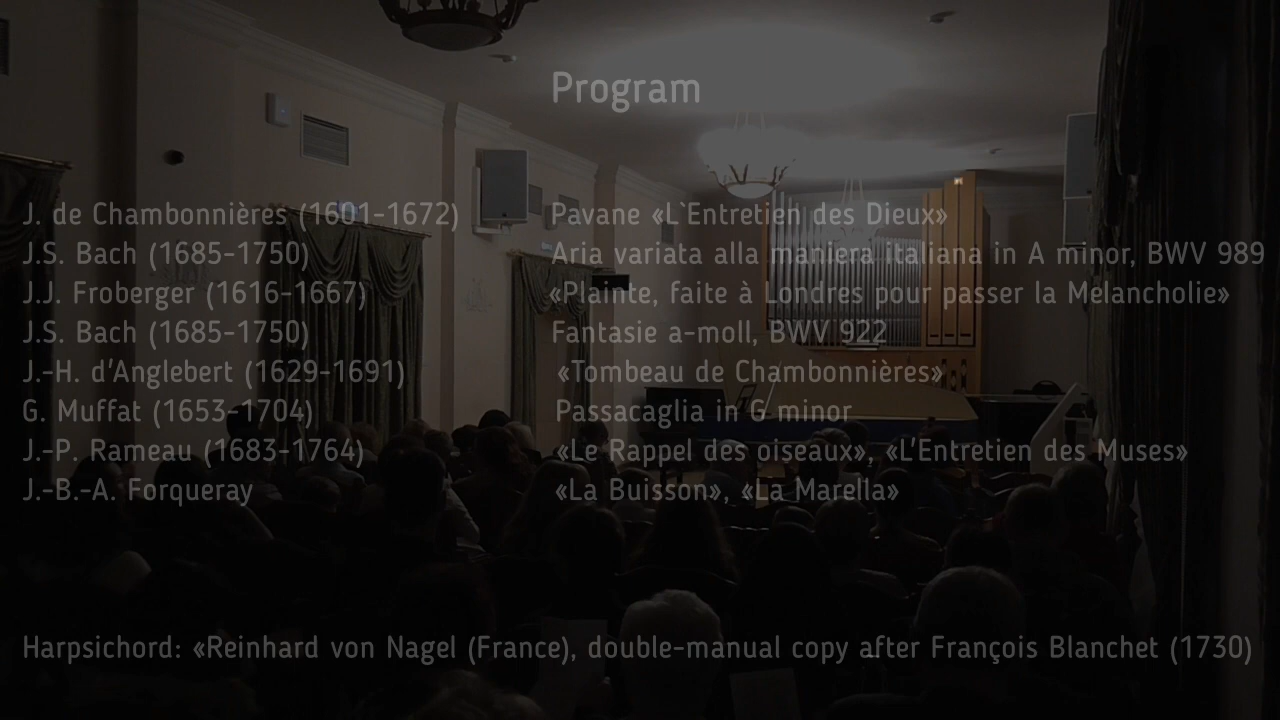 Program
J. de Chambonnières (1601-1672) Pavane «L`Entretien des Dieux»
J.S. Bach (1685-1750) Aria variata alla maniera italiana in A minor, BWV 989
J.J. Froberger (1616-1667) «Plainte, faite à Londres pour passer la Melancholie»
J.S. Bach (1685-1750) Fantasie a-moll, BWV 922
J.-H. d'Anglebert (1629-1691) «Tombeau de Chambonnières»
G. Muffat (1653-1704) Passacaglia in G minor
J.-P. Rameau (1683-1764) «Le Rappel des oiseaux», «L'Entretien des Muses»
J.-B.-A. Forqueray «La Buisson», «La Marella»
Harpsichord: «Reinhard von Nagel (France), double-manual copy after François Blanchet (1730)